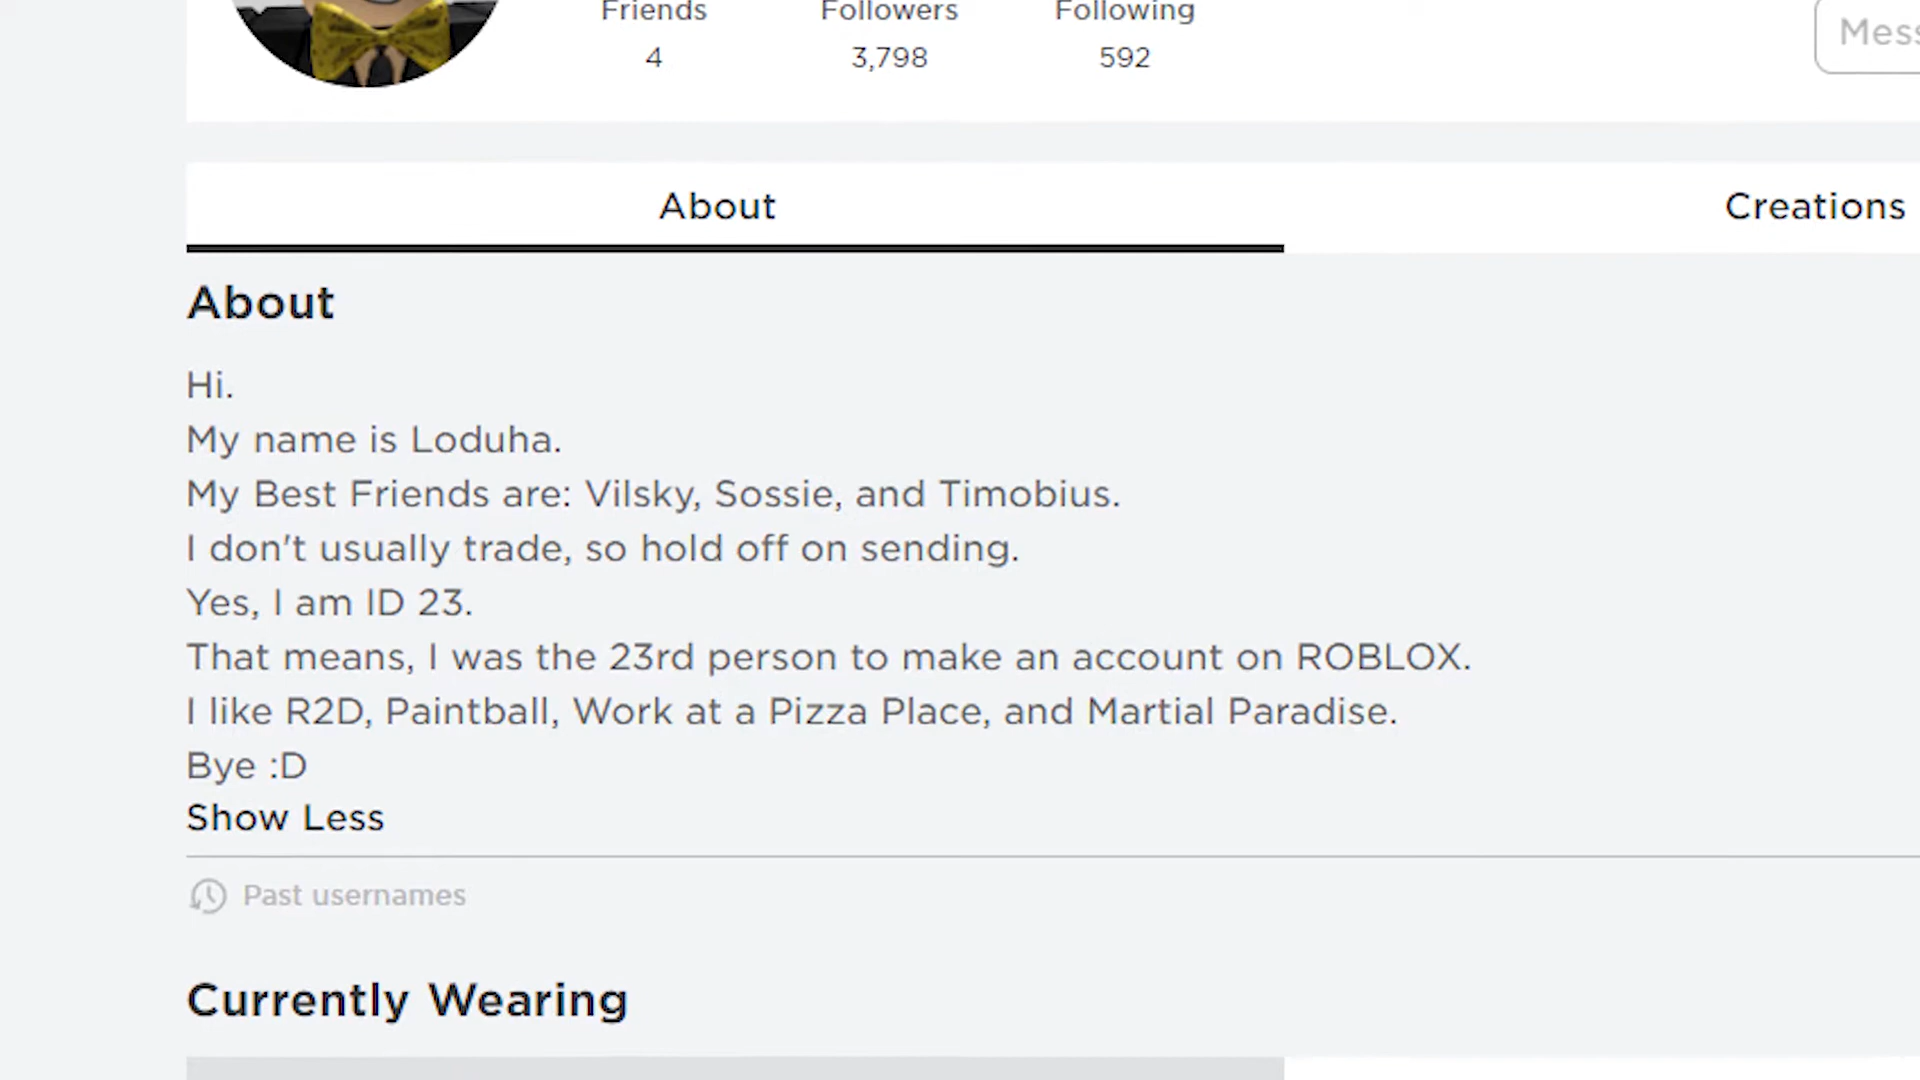 Friends Followers Following
4 3,798 592
Mess
About Creations
About
Hi.
My name is Loduha.
My Best Friends are: Vilsky, Sossie, and Timobius.
I don't usually trade, so hold off on sending.
Yes, I am ID 23.
That means, I was the 23rd person to make an account on ROBLOX.
I like R2D, Paintball, Work at a Pizza Place, and Martial Paradise.
Bye :D
Show Less
Past usernames
Currently Wearing